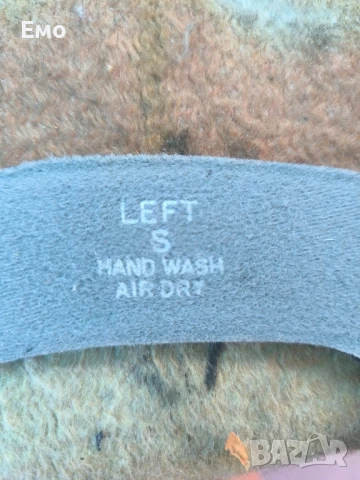 Emo
LEFT
S
HAND WASH
AIR DRY
BAZAR